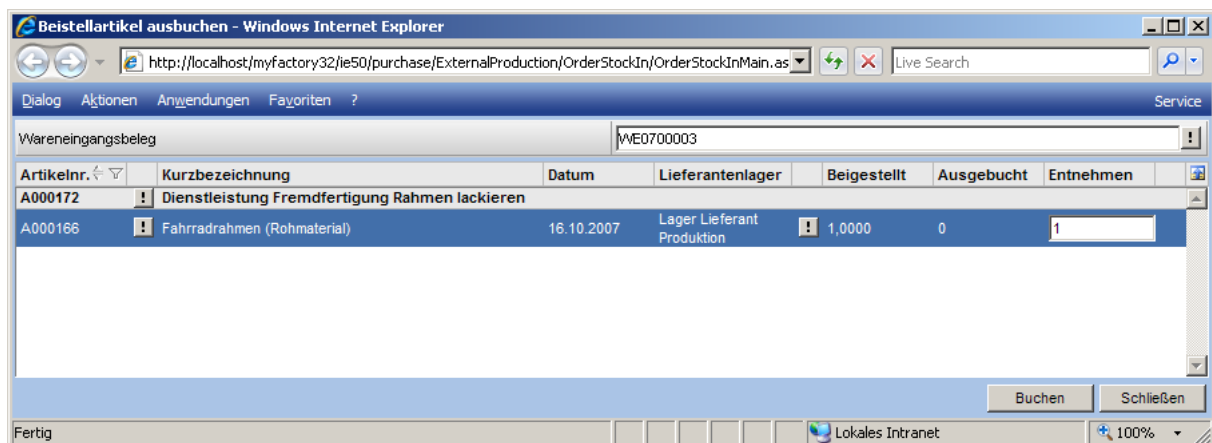 Beistellartikel ausbuchen - Windows Internet Explorer
http://localhost/myfactory32/ie50/purchase/ExternalProduction/OrderStockIn/OrderStockInMain.as Live Search
Dialog Aktionen Anwendungen Favoriten ? Service
Wareneingangsbeleg WE0700003 !
Artikelnr. Kurzbezeichnung Datum Lieferantenlager Beigestellt Ausgebucht Entnehmen
A000172 ! Dienstleistung Fremdfertigung Rahmen lackieren
A000166 ! Fahrradrahmen (Rohmaterial) 16.10.2007 Lager Lieferant Produktion ! 1,0000 0 1
Buchen Schließen
Fertig Lokales Intranet 100%